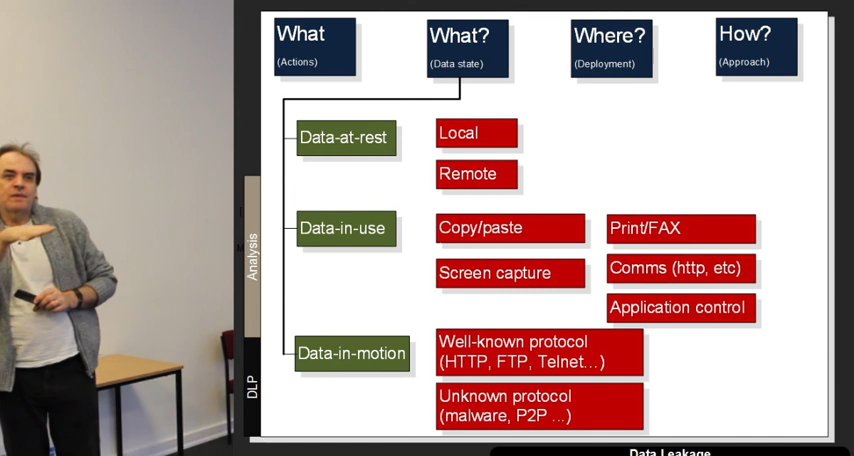 What
(Actions)
What?
(Data state)
Where?
(Deployment)
How?
(Approach)
Data-at-rest
Local
Remote
Data-in-use
Copy/paste
Print/FAX
Screen capture
Comms (http, etc)
Application control
Data-in-motion
Well-known protocol
(HTTP, FTP, Telnet...)
Unknown protocol
(malware, P2P ...)
Analysis
DLP
Data Leakage